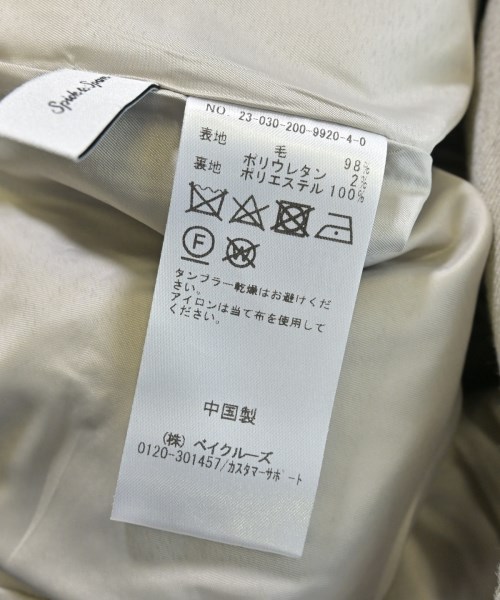 Spick & Span
NO. 23-030-200-9920-4-0
表地 毛 98%
ポリウレタン 2%
裏地 ポリエステル 100%
F
W
タンブラー乾燥はお避けくだ
さい。
アイロンは当て布を使用して
ください。
中国製
(株) ベイクルーズ
0120-301457/カスタマーサポート